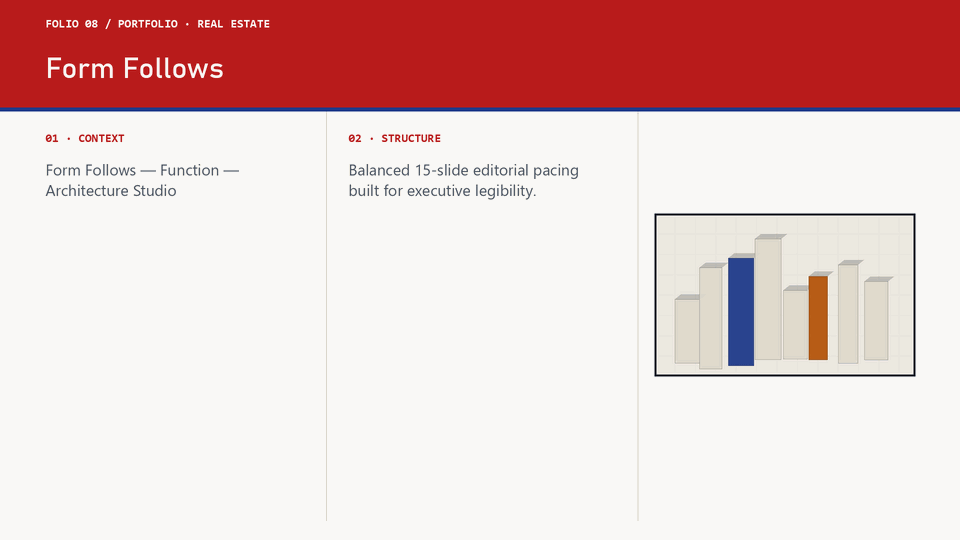 FOLIO 08 / PORTFOLIO · REAL ESTATE
Form Follows
01 · CONTEXT
Form Follows — Function —
Architecture Studio
02 · STRUCTURE
Balanced 15-slide editorial pacing
built for executive legibility.